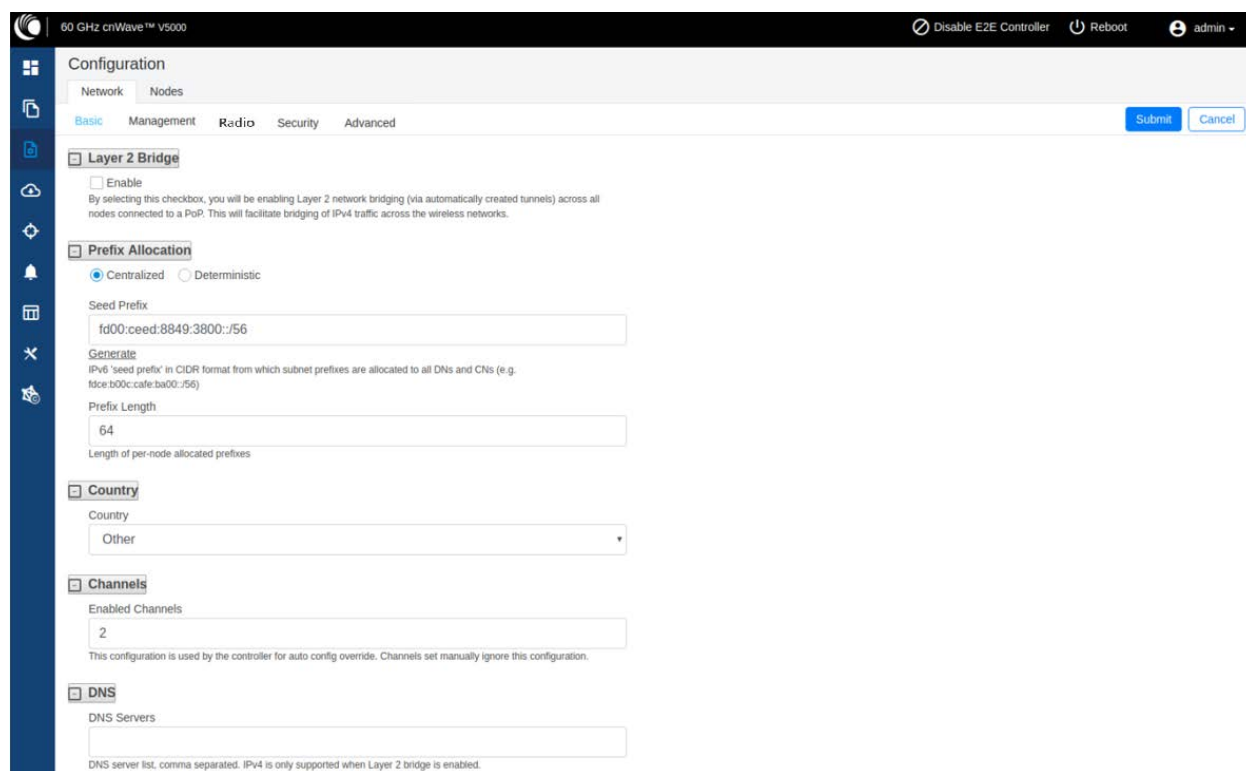 60 GHz cnWave™ V5000
Disable E2E Controller
Reboot
admin
Configuration
Network
Nodes
Basic
Management
Radio
Security
Advanced
Submit
Cancel
Layer 2 Bridge
Enable
By selecting this checkbox, you will be enabling Layer 2 network bridging (via automatically created tunnels) across all
nodes connected to a PoP. This will facilitate bridging of IPv4 traffic across the wireless networks.
Prefix Allocation
Centralized
Deterministic
Seed Prefix
fd00:ceed:8849:3800::/56
Generate
IPv6 'seed prefix' in CIDR format from which subnet prefixes are allocated to all DNs and CNs (e.g.
fdce:b00c:cafe:ba00::/56)
Prefix Length
64
Length of per-node allocated prefixes
Country
Country
Other
Channels
Enabled Channels
2
This configuration is used by the controller for auto config override. Channels set manually ignore this configuration.
DNS
DNS Servers
DNS server list, comma separated. IPv4 is only supported when Layer 2 bridge is enabled.